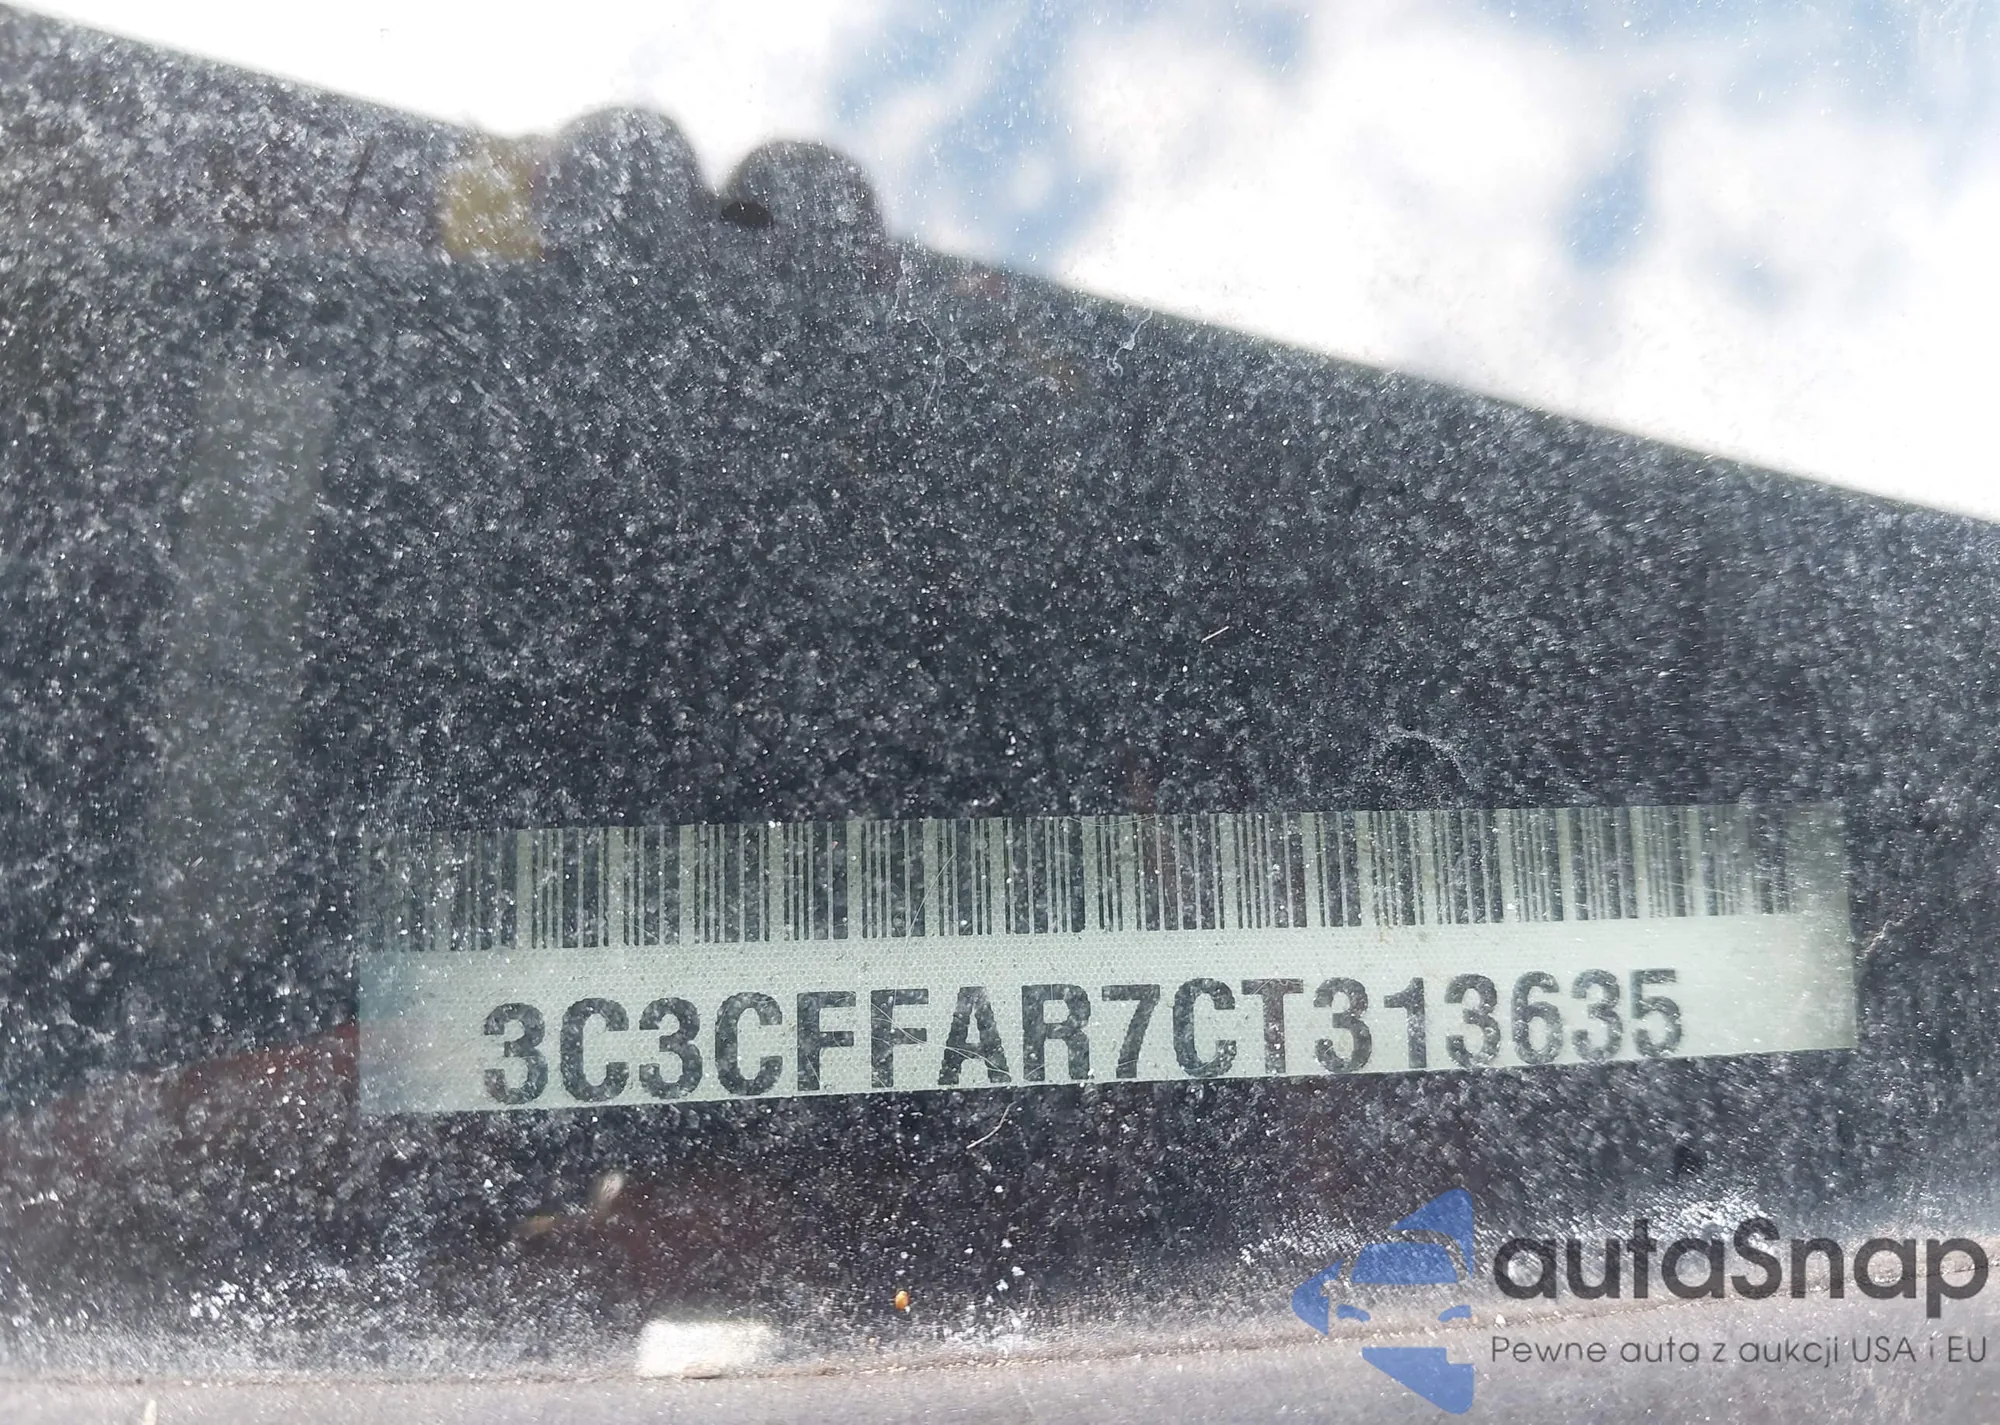 3C3CFFAR7CT313635
autaSnap
Pewne auta z aukcji USA i EU